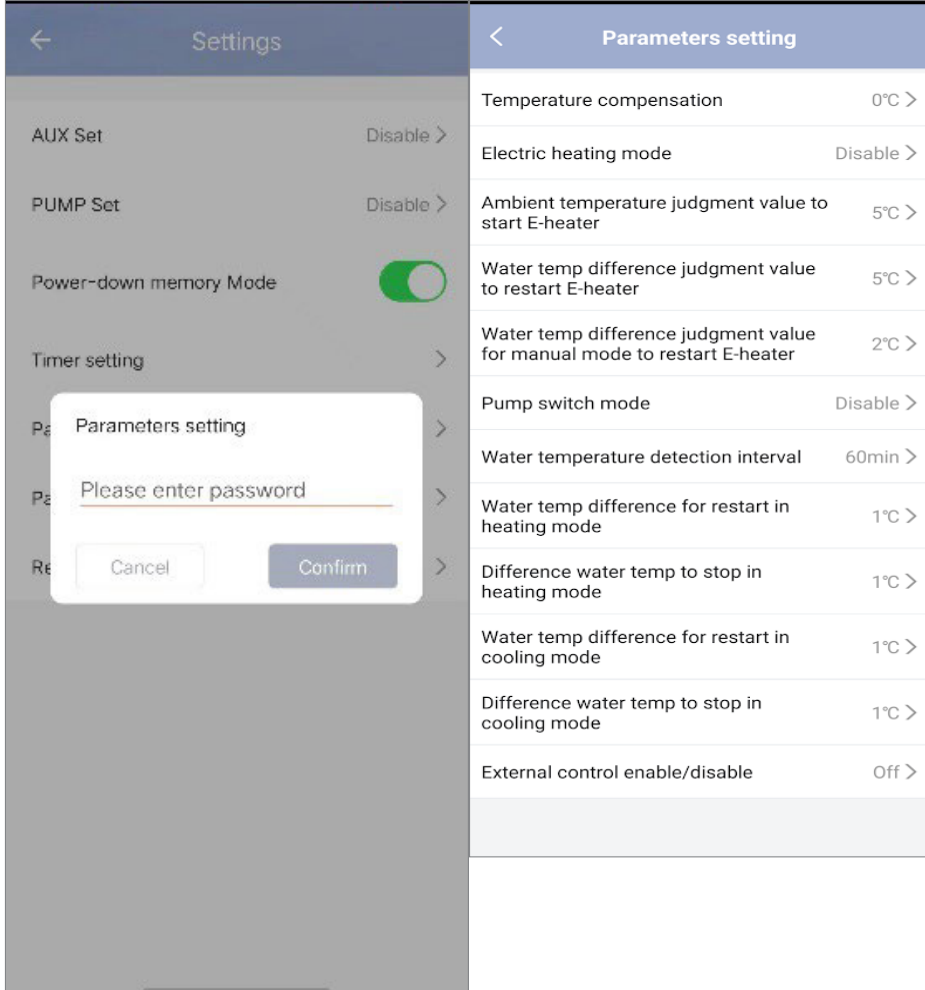 Settings
AUX Set
Disable
PUMP Set
Disable
Power-down memory Mode
Timer setting
Parameters setting
Please enter password
Cancel
Confirm
Parameters setting
Temperature compensation
0℃
Electric heating mode
Disable
Ambient temperature judgment value to
start E-heater
5℃
Water temp difference judgment value
to restart E-heater
5℃
Water temp difference judgment value
for manual mode to restart E-heater
2℃
Pump switch mode
Disable
Water temperature detection interval
60min
Water temp difference for restart in
heating mode
1℃
Difference water temp to stop in
heating mode
1℃
Water temp difference for restart in
cooling mode
1℃
Difference water temp to stop in
cooling mode
1℃
External control enable/disable
Off